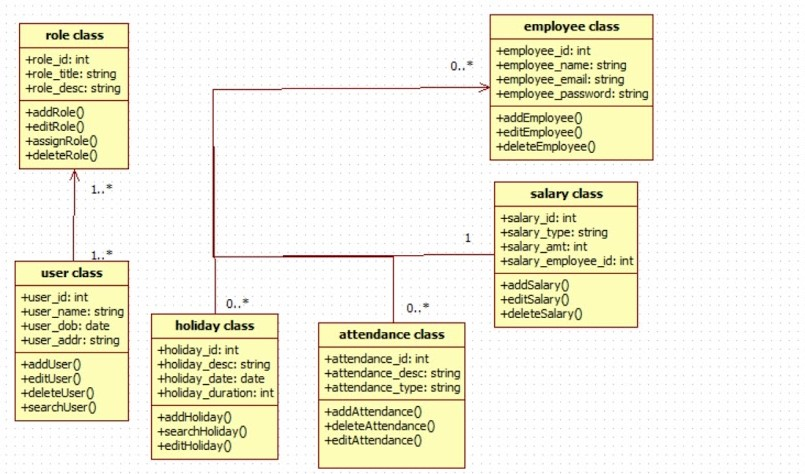 role class
+role_id: int
+role_title: string
+role_desc: string
+addRole()
+editRole()
+assignRole()
+deleteRole()
1..*
1..*
user class
+user_id: int
+user_name: string
+user_dob: date
+user_addr: string
+addUser()
+editUser()
+deleteUser()
+searchUser()
0..*
holiday class
+holiday_id: int
+holiday_desc: string
+holiday_date: date
+holiday_duration: int
+addHoliday()
+searchHoliday()
+editHoliday()
0..*
attendance class
+attendance_id: int
+attendance_desc: string
+attendance_type: string
+addAttendance()
+deleteAttendance()
+editAttendance()
0..*
employee class
+employee_id: int
+employee_name: string
+employee_email: string
+employee_password: string
+addEmployee()
+editEmployee()
+deleteEmployee()
1
salary class
+salary_id: int
+salary_type: string
+salary_amt: int
+salary_employee_id: int
+addSalary()
+editSalary()
+deleteSalary()